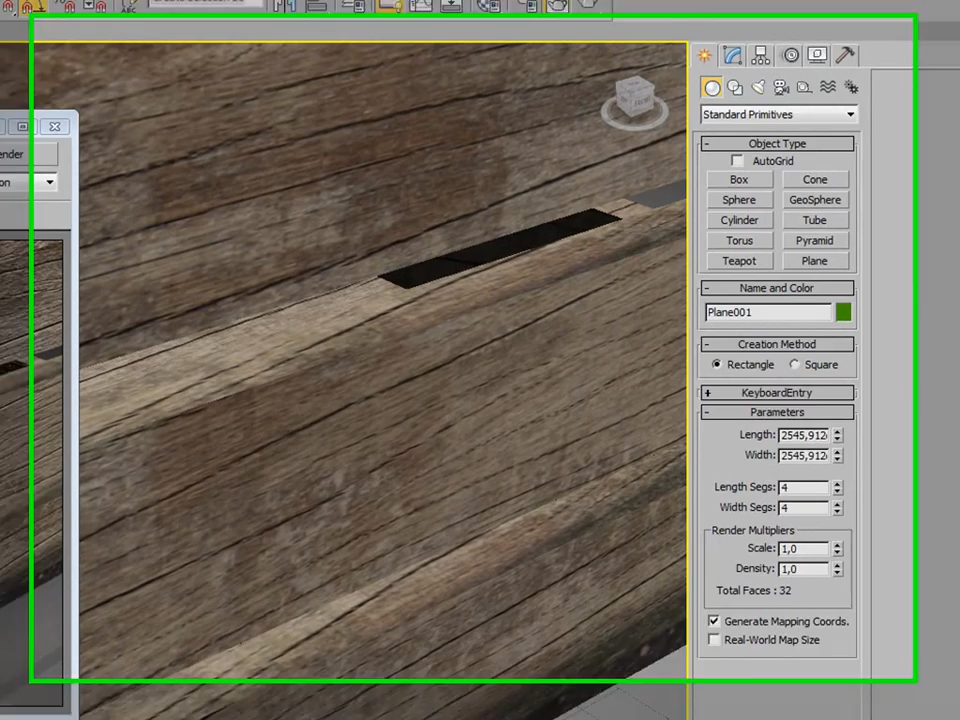 ender
on
Standard Primitives
- Object Type
AutoGrid
Box Cone
Sphere GeoSphere
Cylinder Tube
Torus Pyramid
Teapot Plane
- Name and Color
Plane001
- Creation Method
Rectangle Square
+ KeyboardEntry
- Parameters
Length: 2545,912
Width: 2545,912
Length Segs: 4
Width Segs: 4
Render Multipliers
Scale: 1,0
Density: 1,0
Total Faces : 32
Generate Mapping Coords.
Real-World Map Size